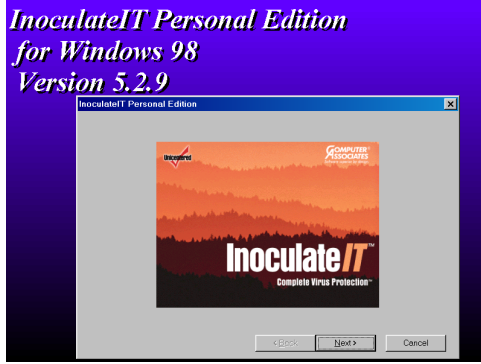 InoculateIT Personal Edition
for Windows 98
Version 5.2.9
InoculateIT Personal Edition
Unicenter
COMPUTER
ASSOCIATES
InoculateIT™
Complete Virus Protection™
< Back
Next >
Cancel